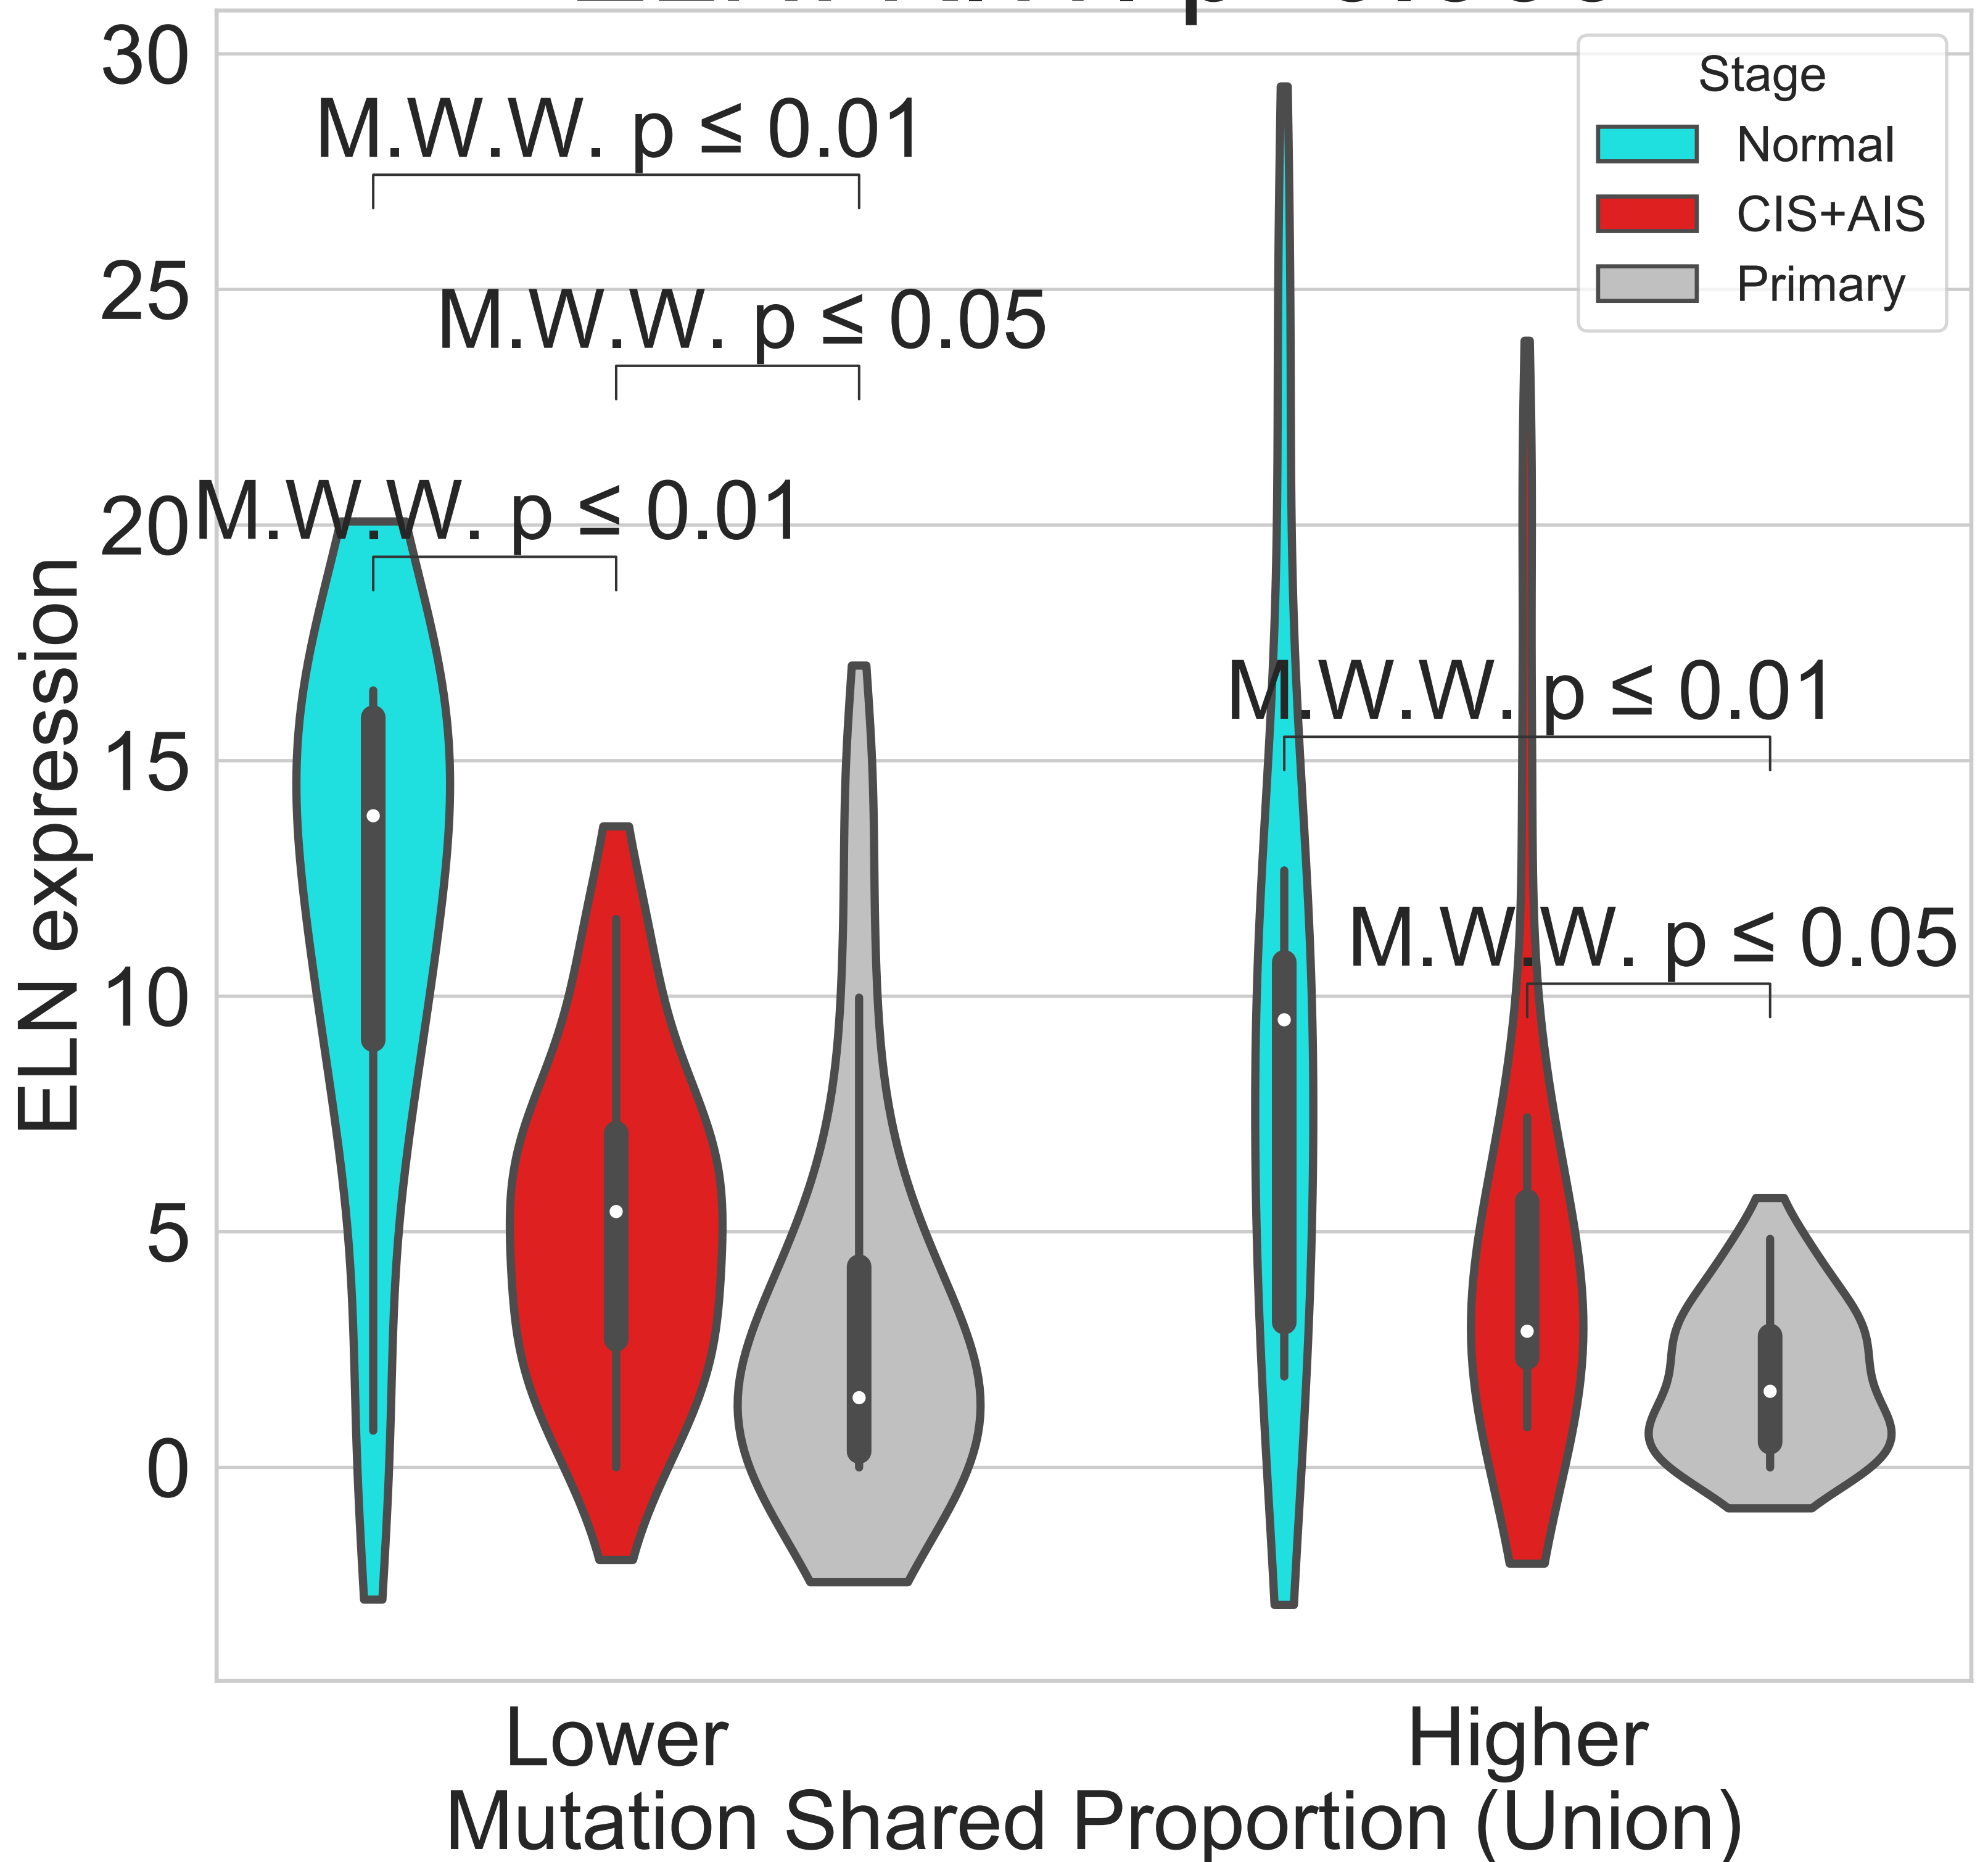 30
25
20
15
10
5
0
ELN expression
M.W.W. p ≤ 0.01
M.W.W. p ≤ 0.05
M.W.W. p ≤ 0.01
M.W.W. p ≤ 0.01
M.W.W. p ≤ 0.05
Stage
Normal
CIS+AIS
Primary
Lower
Higher
Mutation Shared Proportion (Union)